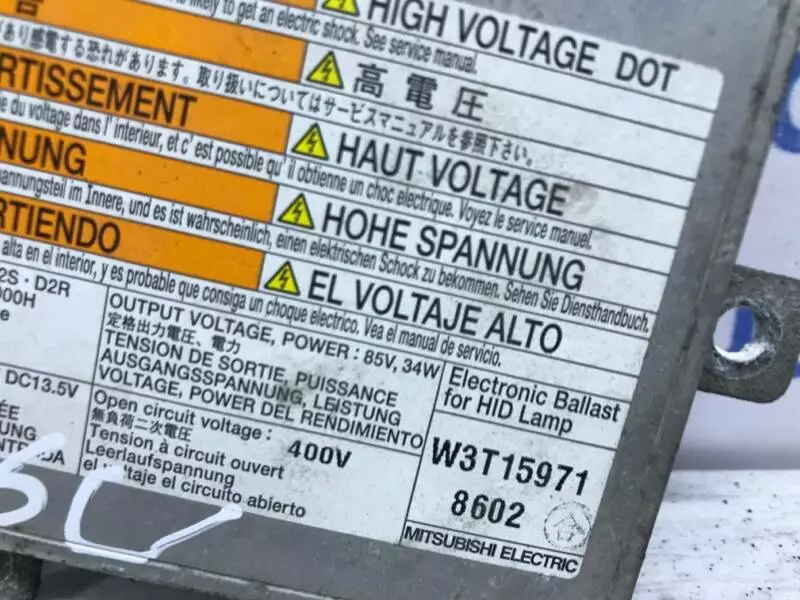 likely to get an electric shock. See service manual.
HIGH VOLTAGE DOT
があり感電する恐れがあります。取り扱いについてはサービスマニュアルを参照下さい。
高電圧
RTISSEMENT
du voltage dans l' interieur, et c' est possible qu' il obtienne un choc electrique. Voyez le service manuel.
HAUT VOLTAGE
NUNG
pannungsteil im Innere, und es ist wahrscheinlich, einen elektrischen Schock zu bekommen. Sehen Sie Diensthandbuch.
HOHE SPANNUNG
RTIENDO
alta en el interior, y es probable que consiga un choque electrico. Vea el manual de servicio.
EL VOLTAJE ALTO
2S · D2R
000H
e
DC13.5V
OUTPUT VOLTAGE, POWER : 85V, 34W
定格出力電圧、電力
TENSION DE SORTIE, PUISSANCE
AUSGANGSSPANNUNG, LEISTUNG
VOLTAGE, POWER DEL RENDIMIENTO
Open circuit voltage :
無負荷二次電圧
400V
Tension à circuit ouvert
Leerlaufspannung
el voltaje el circuito abierto
Electronic Ballast
for HID Lamp
W3T15971
8602
合
MITSUBISHI ELECTRIC